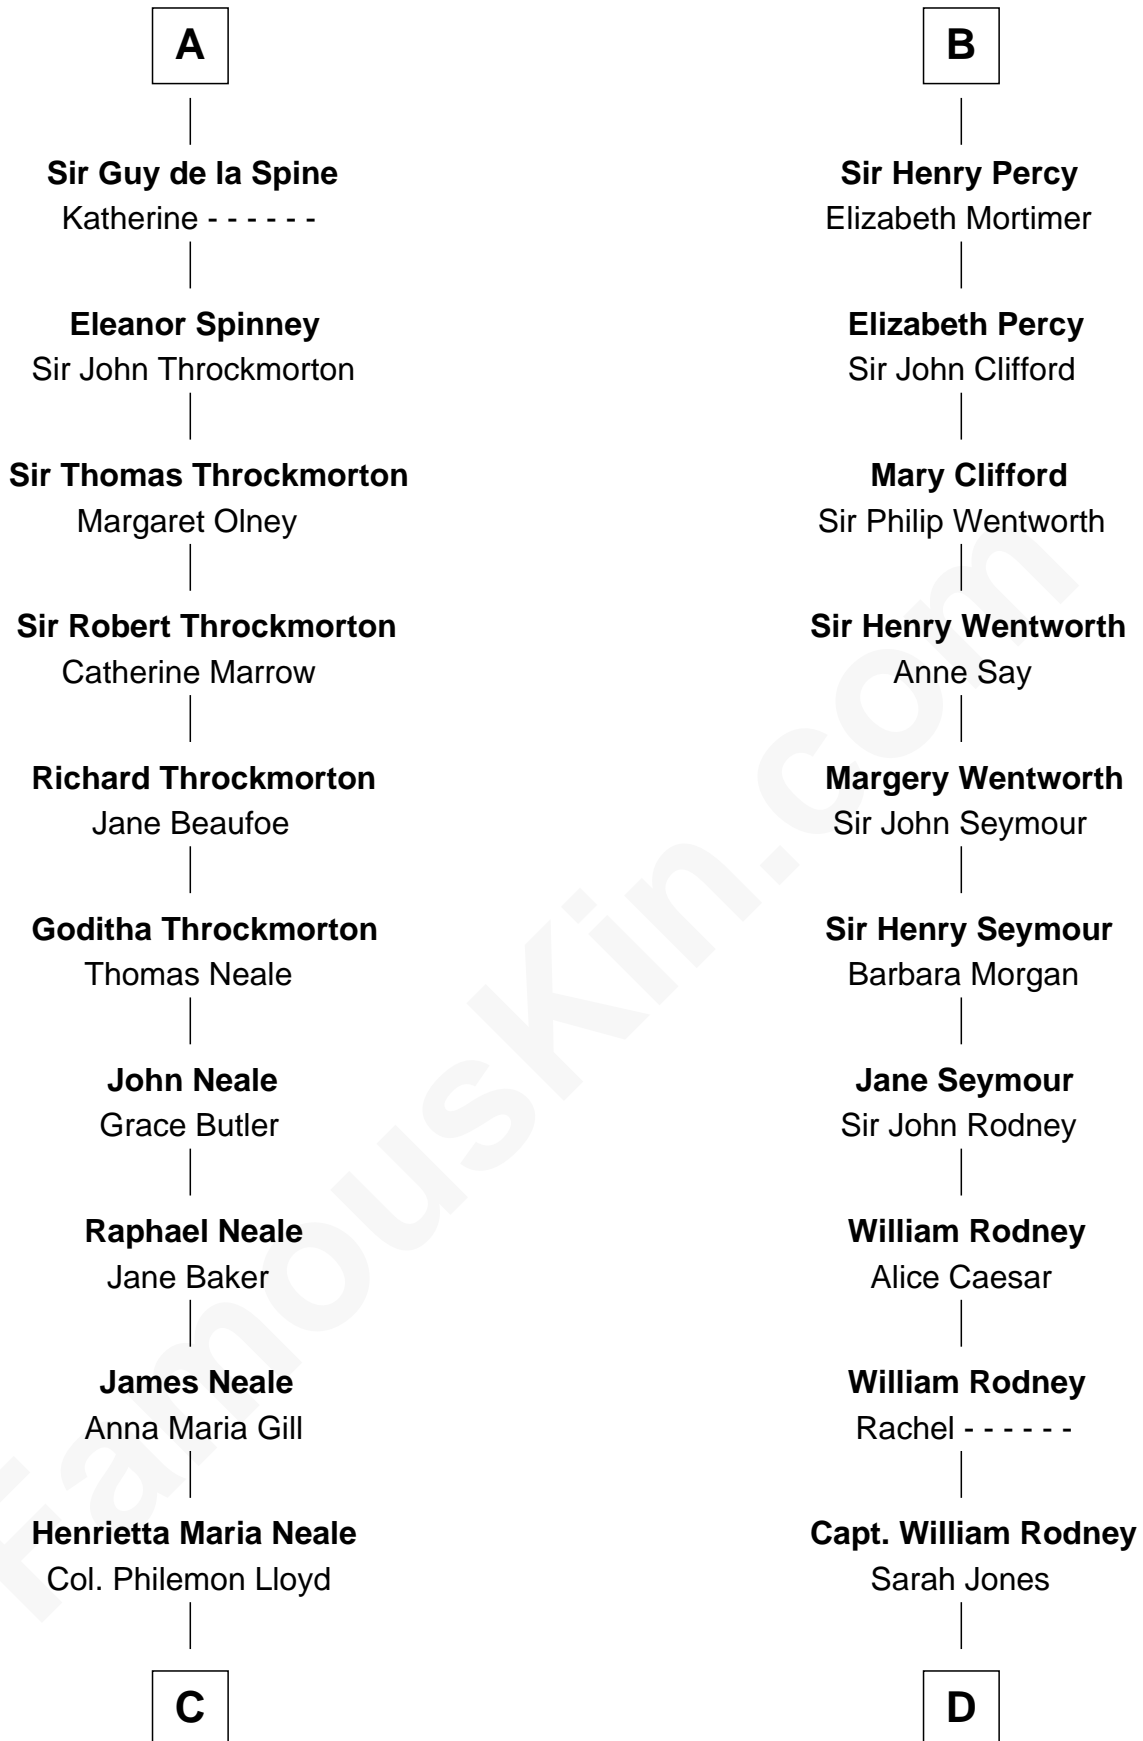 A
Sir Guy de la Spine
Katherine - - - - - -
Eleanor Spinney
Sir John Throckmorton
Sir Thomas Throckmorton
Margaret Olney
Sir Robert Throckmorton
Catherine Marrow
Richard Throckmorton
Jane Beaufoe
Goditha Throckmorton
Thomas Neale
John Neale
Grace Butler
Raphael Neale
Jane Baker
James Neale
Anna Maria Gill
Henrietta Maria Neale
Col. Philemon Lloyd
C
B
Sir Henry Percy
Elizabeth Mortimer
Elizabeth Percy
Sir John Clifford
Mary Clifford
Sir Philip Wentworth
Sir Henry Wentworth
Anne Say
Margery Wentworth
Sir John Seymour
Sir Henry Seymour
Barbara Morgan
Jane Seymour
Sir John Rodney
William Rodney
Alice Caesar
William Rodney
Rachel - - - - - -
Capt. William Rodney
Sarah Jones
D
FamousKin.com